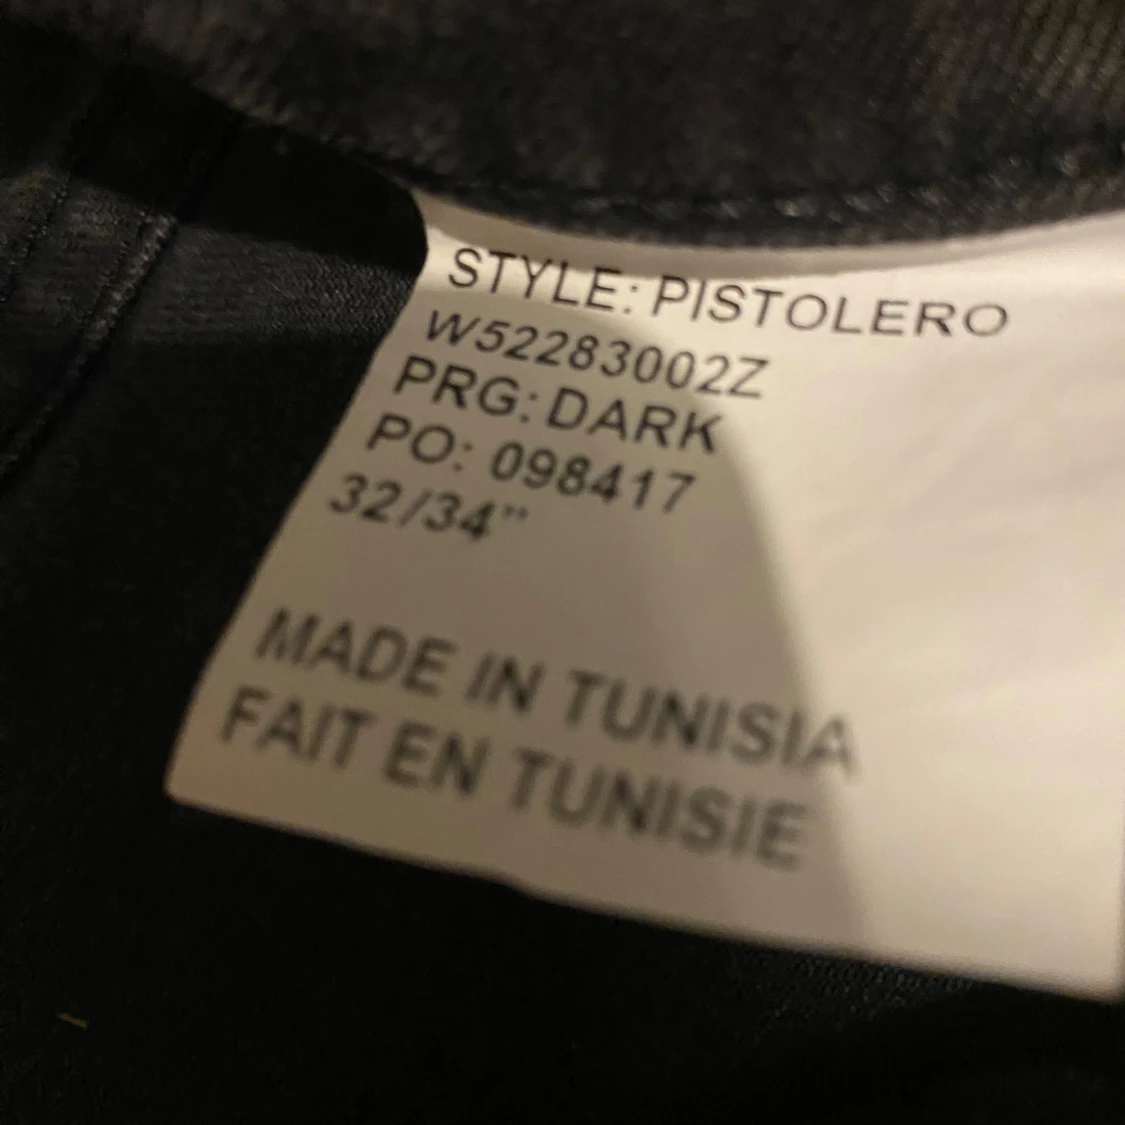 STYLE: PISTOLERO
W52283002Z
PRG: DARK
PO: 098417
32/34"
MADE IN TUNISIA
FAIT EN TUNISIE